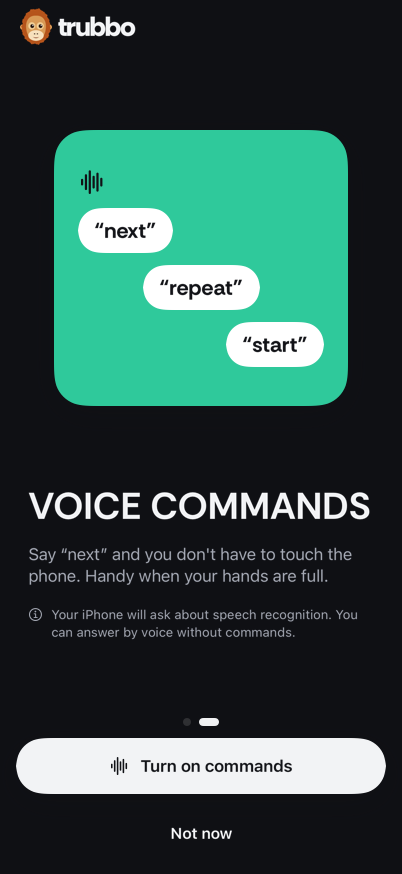 trubbo
“next”
“repeat”
“start”
VOICE COMMANDS
Say “next” and you don't have to touch the
phone. Handy when your hands are full.
Your iPhone will ask about speech recognition. You
can answer by voice without commands.
Turn on commands
Not now